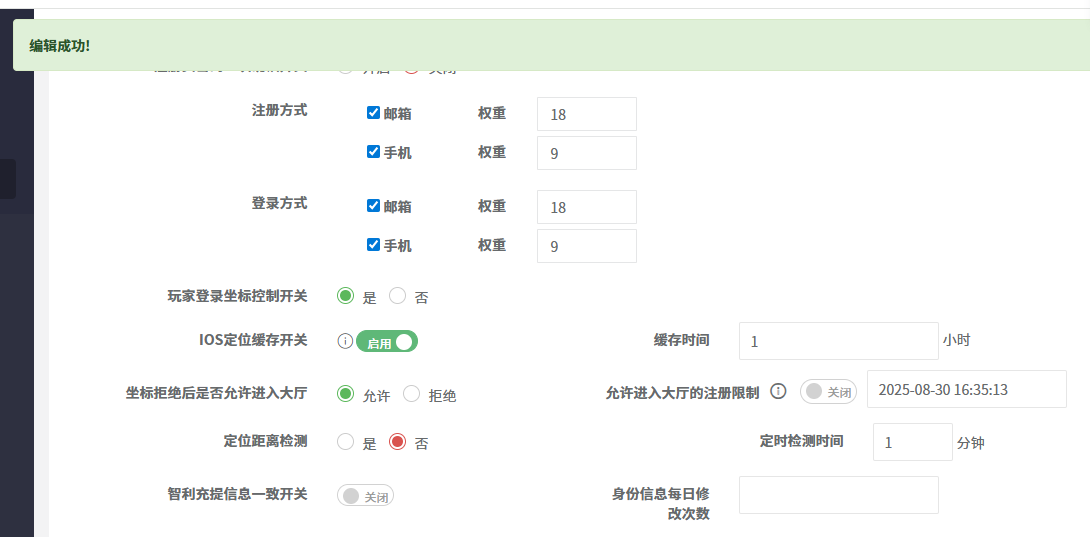 编辑成功!
注册方式 邮箱 权重 18
手机 权重 9
登录方式 邮箱 权重 18
手机 权重 9
玩家登录坐标控制开关 是 否
IOS定位缓存开关 启用 缓存时间 1 小时
坐标拒绝后是否允许进入大厅 允许 拒绝 允许进入大厅的注册限制 关闭 2025-08-30 16:35:13
定位距离检测 是 否 定时检测时间 1 分钟
智利充提信息一致开关 关闭 身份信息每日修
改次数